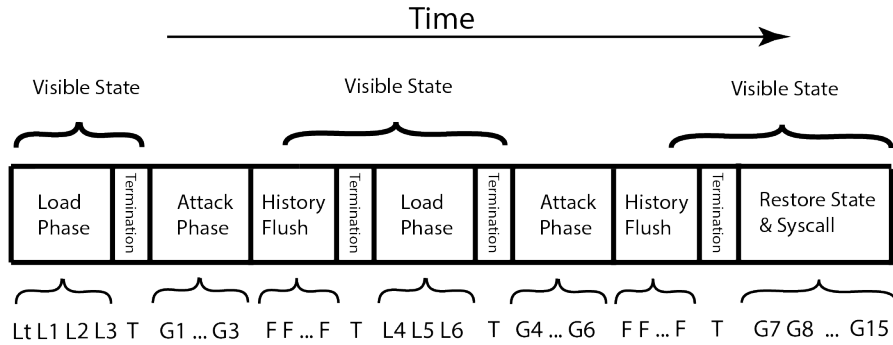 Time
Visible State
Visible State
Visible State
Load
Phase
Termination
Attack
Phase
History
Flush
Termination
Load
Phase
Termination
Attack
Phase
History
Flush
Termination
Restore State
& Syscall
Lt L1 L2 L3 T G1 ... G3 F F ... F T L4 L5 L6 T G4 ... G6 F F ... F T G7 G8 ... G15